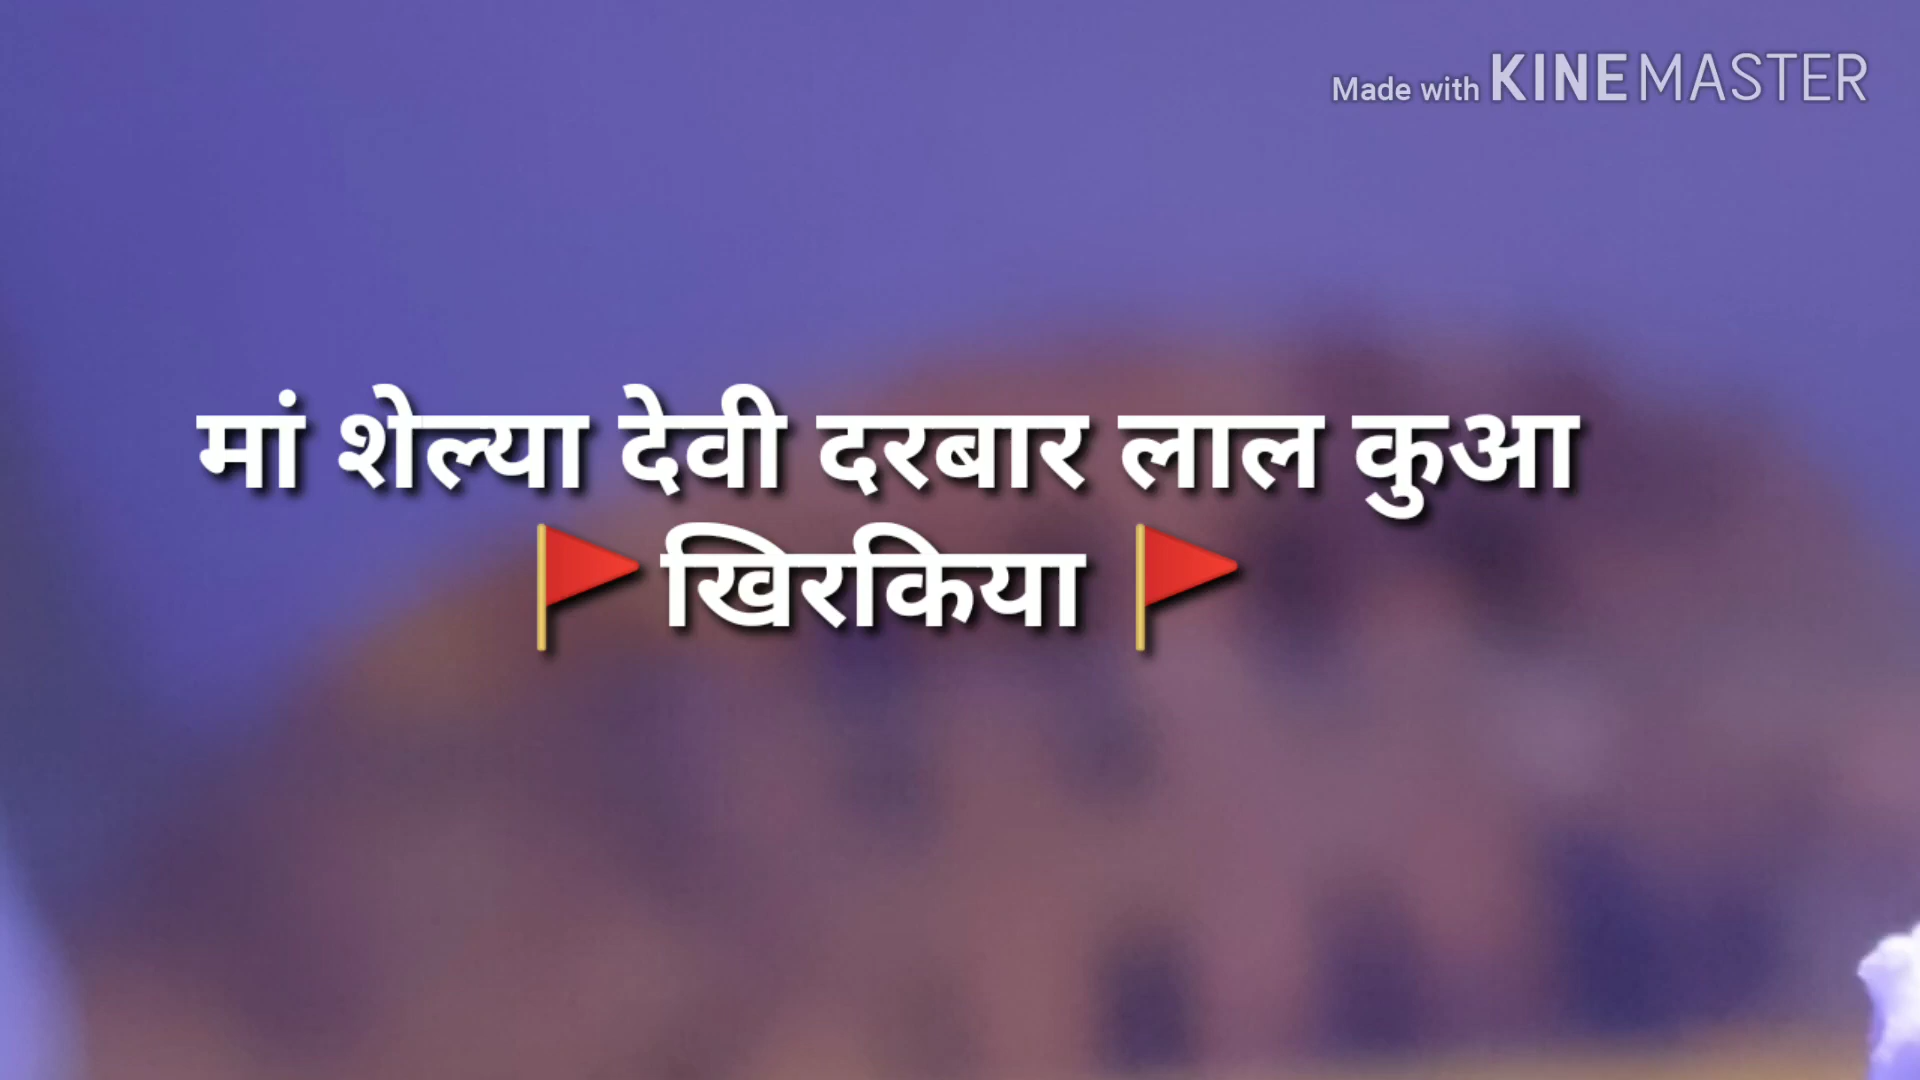 Made with KINEMASTER
मां शेल्या देवी दरबार लाल कुआ
🚩खिरकिया 🚩